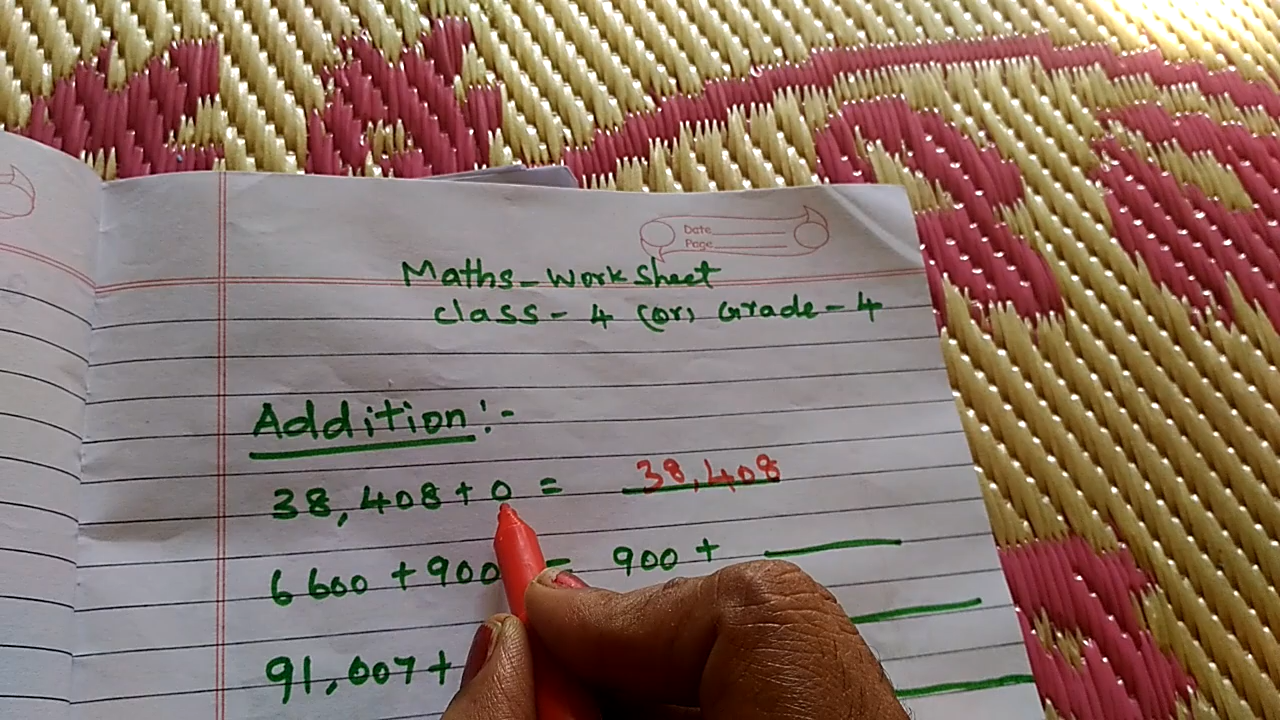 Date
Page
Maths-Work Sheet
class - 4 (or) Grade - 4
Addition :-
38,408 + 0 = 38,408
6600 + 900 = 900 +
91,007 +